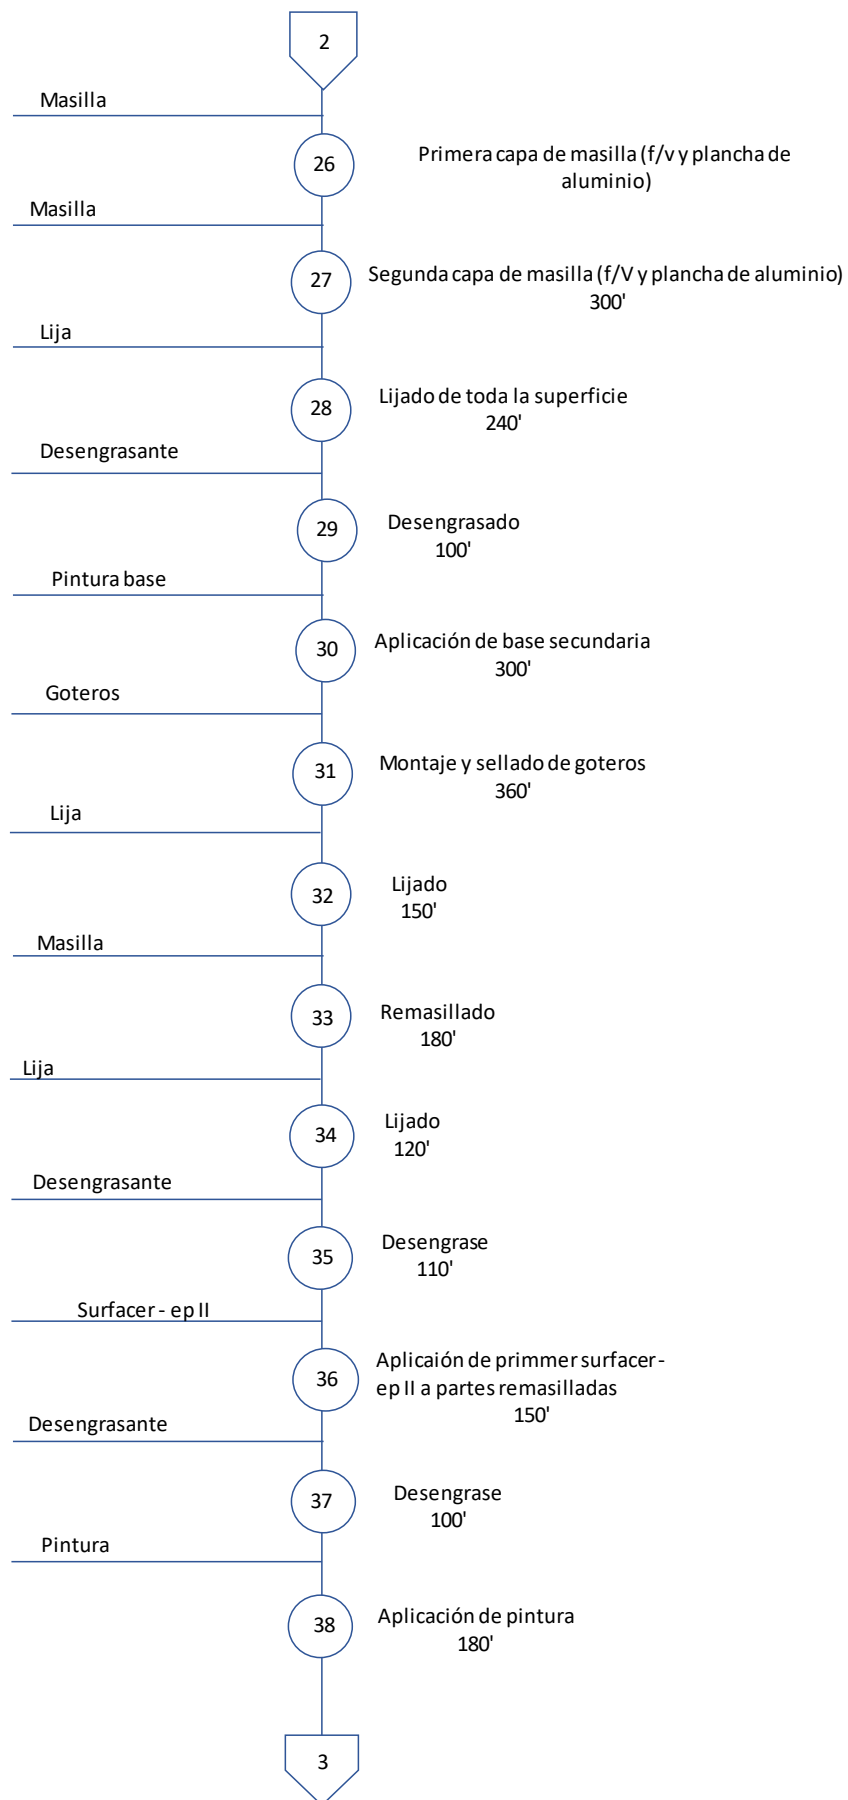 2
Masilla
26
Primera capa de masilla (f/v y plancha de
aluminio)
Masilla
27
Segunda capa de masilla (f/V y plancha de aluminio)
300'
Lija
28
Lijado de toda la superficie
240'
Desengrasante
29
Desengrasado
100'
Pintura base
30
Aplicación de base secundaria
300'
Goteros
31
Montaje y sellado de goteros
360'
Lija
32
Lijado
150'
Masilla
33
Remasillado
180'
Lija
34
Lijado
120'
Desengrasante
35
Desengrase
110'
Surfacer - ep II
36
Aplicaión de primmer surfacer -
ep II a partes remasilladas
150'
Desengrasante
37
Desengrase
100'
Pintura
38
Aplicación de pintura
180'
3